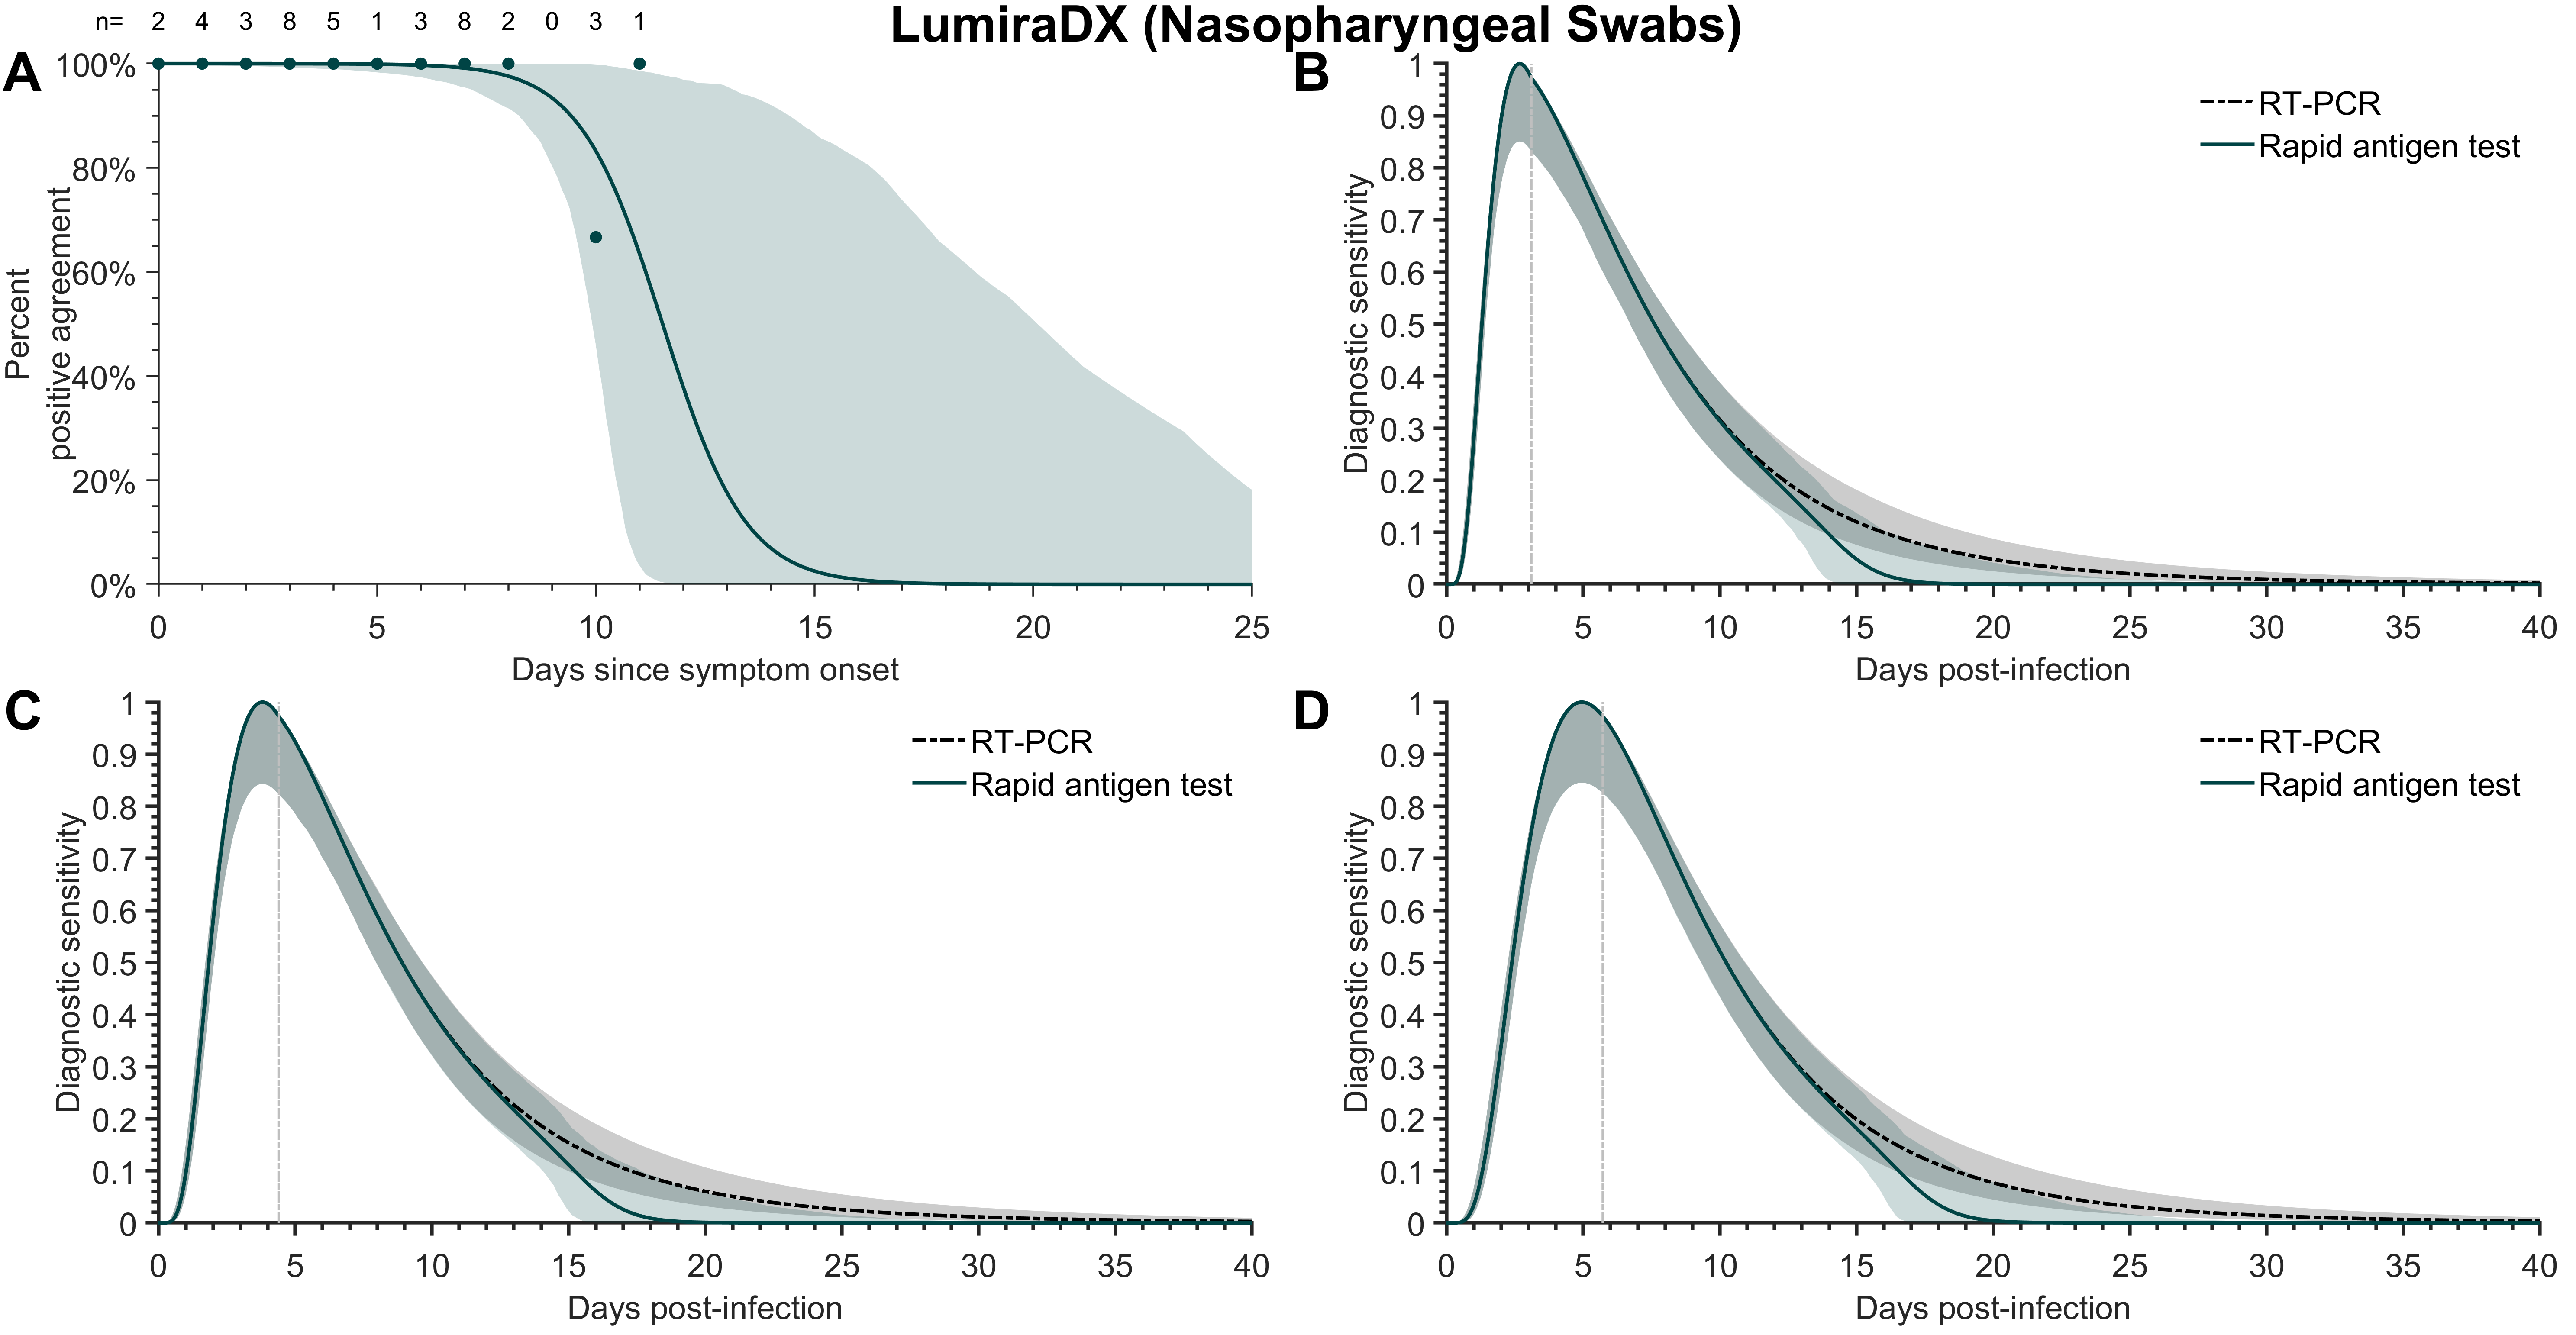 LumiraDX (Nasopharyngeal Swabs)
n= 2 4 3 8 5 1 3 8 2 0 3 1
A
100%
80%
60%
40%
20%
0%
Percent
positive agreement
0 5 10 15 20 25
Days since symptom onset
B
1
0.9
0.8
0.7
0.6
0.5
0.4
0.3
0.2
0.1
0
Diagnostic sensitivity
RT-PCR
Rapid antigen test
0 5 10 15 20 25 30 35 40
Days post-infection
C
1
0.9
0.8
0.7
0.6
0.5
0.4
0.3
0.2
0.1
0
Diagnostic sensitivity
RT-PCR
Rapid antigen test
0 5 10 15 20 25 30 35 40
Days post-infection
D
1
0.9
0.8
0.7
0.6
0.5
0.4
0.3
0.2
0.1
0
Diagnostic sensitivity
RT-PCR
Rapid antigen test
0 5 10 15 20 25 30 35 40
Days post-infection